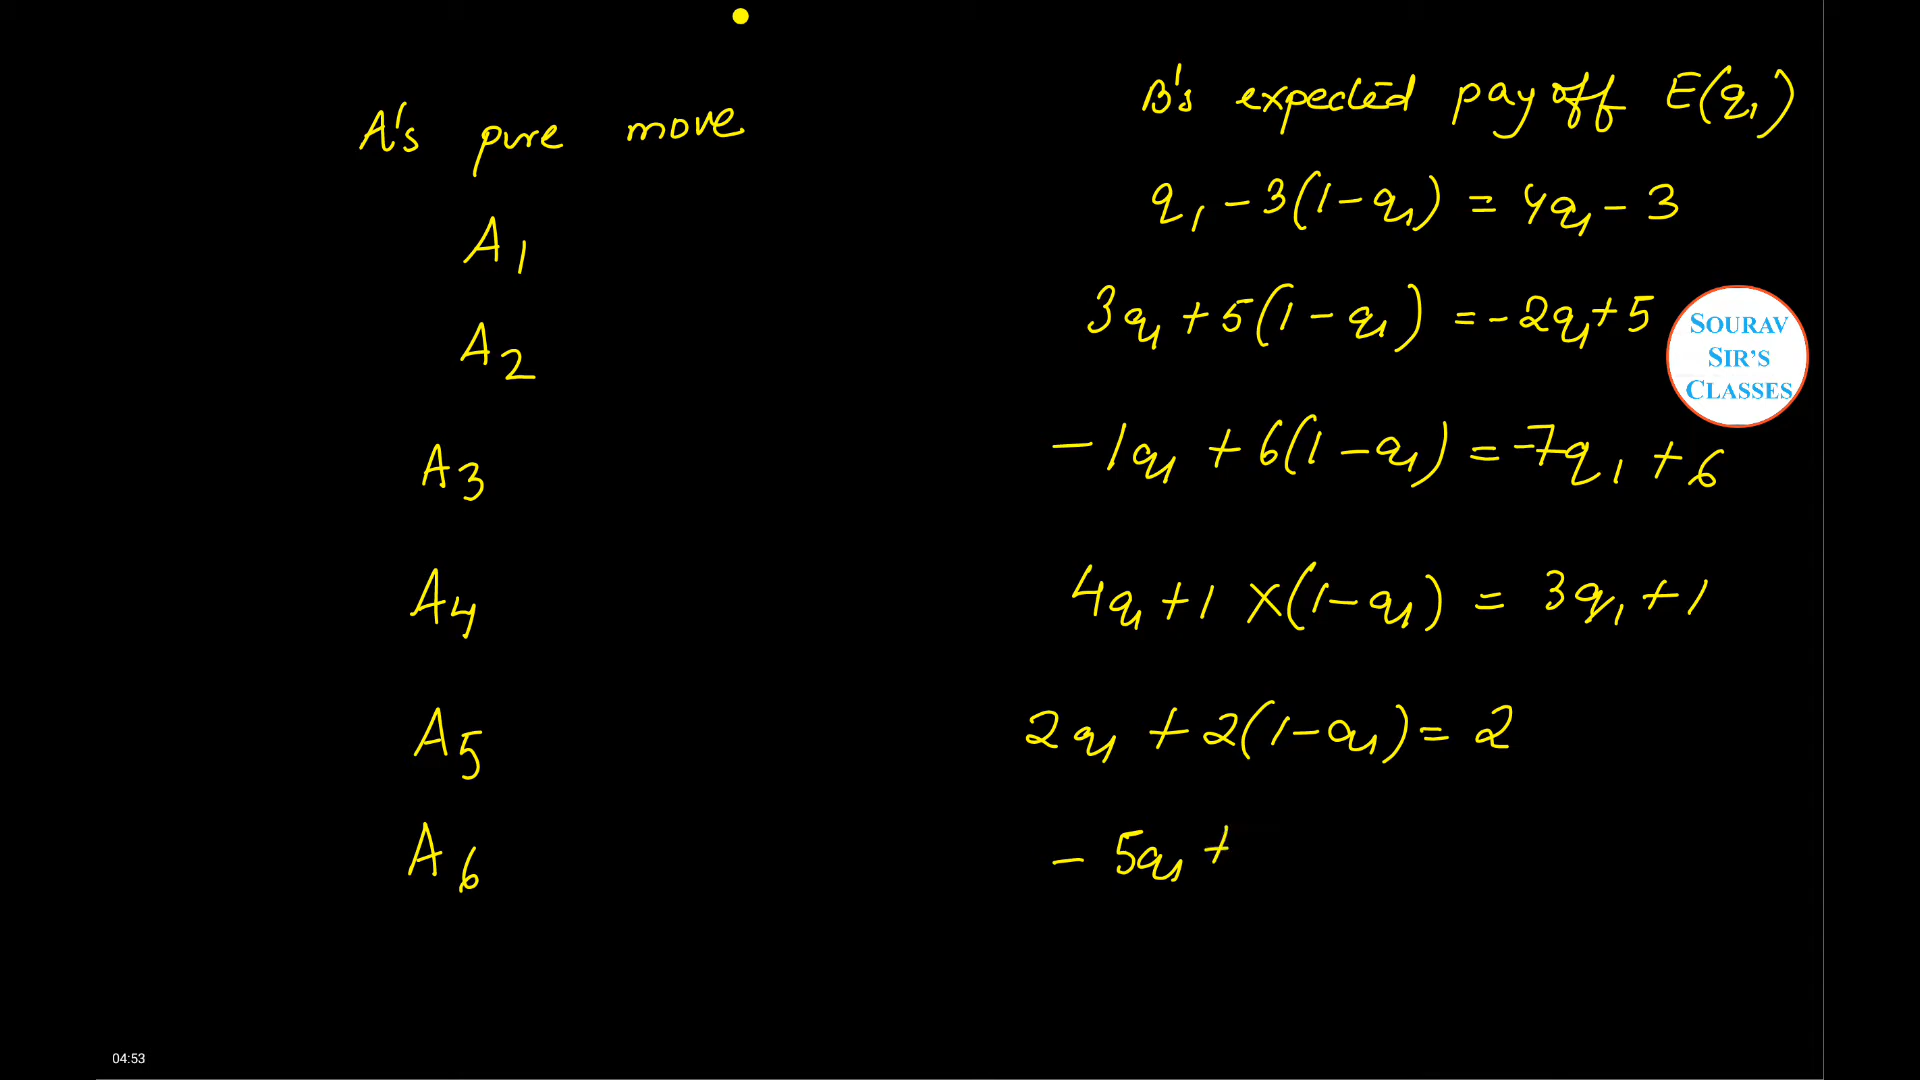 A's pure move
B's expected pay off E(q₁)
A₁
q₁ - 3(1 - q₁) = 4q₁ - 3
A₂
3q₁ + 5(1 - q₁) = -2q₁ + 5
SOURAV
SIR'S
CLASSES
A₃
-1q₁ + 6(1 - q₁) = -7q₁ + 6
A₄
4q₁ + 1 ×(1 - q₁) = 3q₁ + 1
A₅
2q₁ + 2(1 - q₁) = 2
A₆
- 5q₁ +
04:53